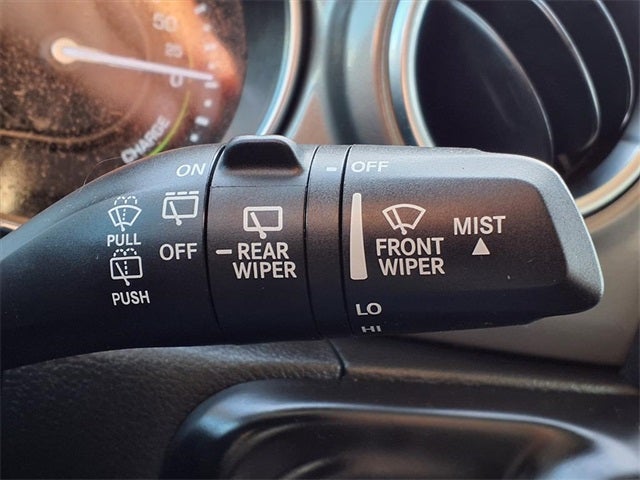 50
25
0
CHARGE
ON
OFF
PULL
PUSH
OFF
REAR
WIPER
FRONT
WIPER
MIST
LO
HI